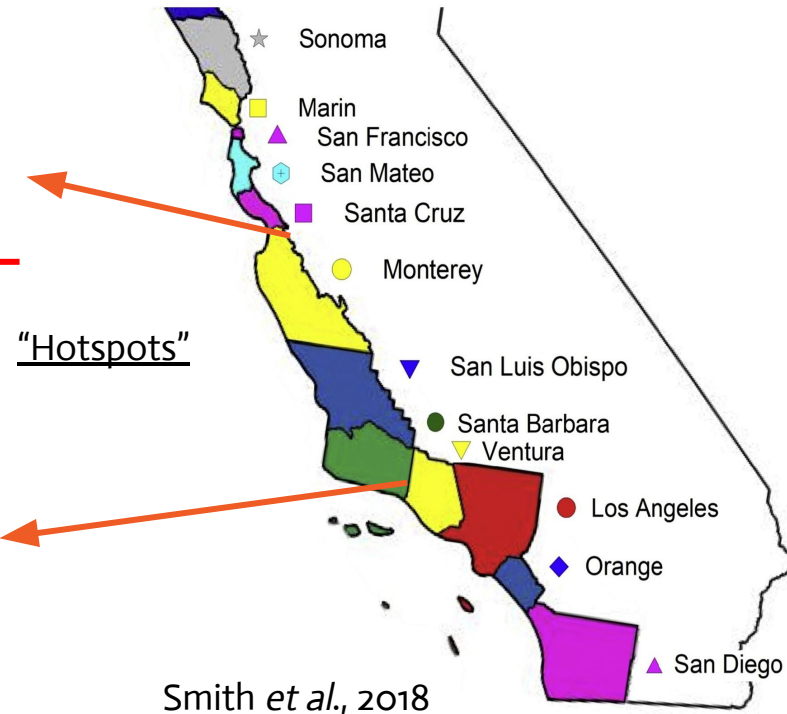 Sonoma
Marin
San Francisco
San Mateo
Santa Cruz
Monterey
“Hotspots”
San Luis Obispo
Santa Barbara
Ventura
Los Angeles
Orange
San Diego
Smith et al., 2018